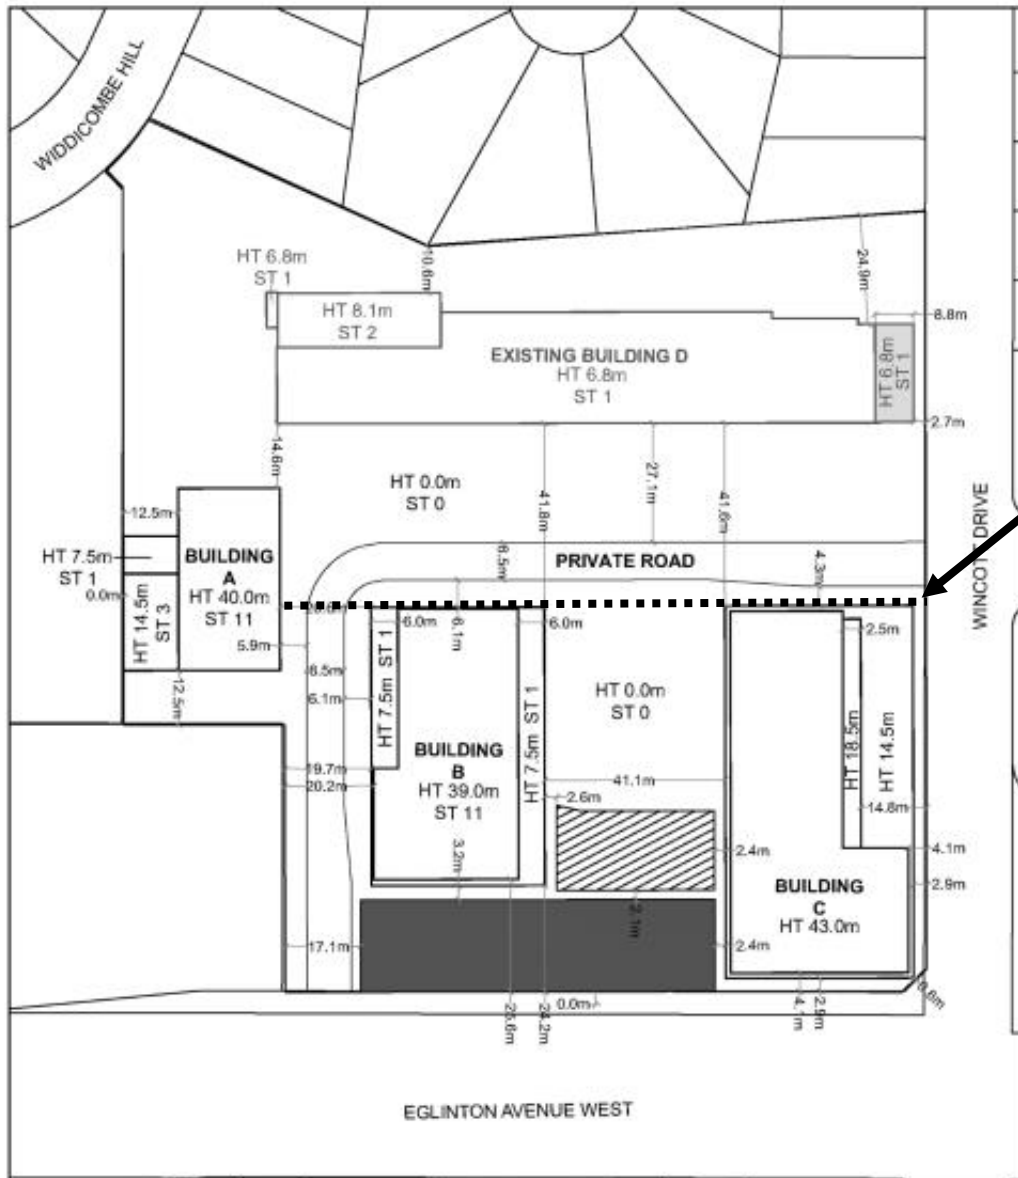 WIDDICOMBE HILL
HT 6.8m
ST 1
10.6m
24.9m
HT 8.1m
ST 2
8.8m
EXISTING BUILDING D
HT 6.8m
ST 1
HT 6.8m
ST 1
2.7m
14.6m
HT 0.0m
ST 0
27.1m
41.8m
41.6m
WINCOTT DRIVE
12.5m
HT 7.5m
ST 1
0.0m
BUILDING
A
HT 40.0m
ST 11
HT 14.5m
ST 3
6.5m
PRIVATE ROAD
4.3m
6.0m
6.1m
6.0m
2.5m
5.9m
6.5m
6.1m
12.5m
HT 7.5m ST 1
HT 0.0m
ST 0
HT 7.5m ST 1
HT 18.5m
HT 14.5m
BUILDING
B
HT 39.0m
ST 11
19.7m
20.2m
41.1m
2.6m
14.8m
3.2m
2.4m
4.1m
2.9m
BUILDING
C
HT 43.0m
2.1m
17.1m
2.4m
0.0m
25.6m
24.2m
4.1m
2.9m
EGLINTON AVENUE WEST